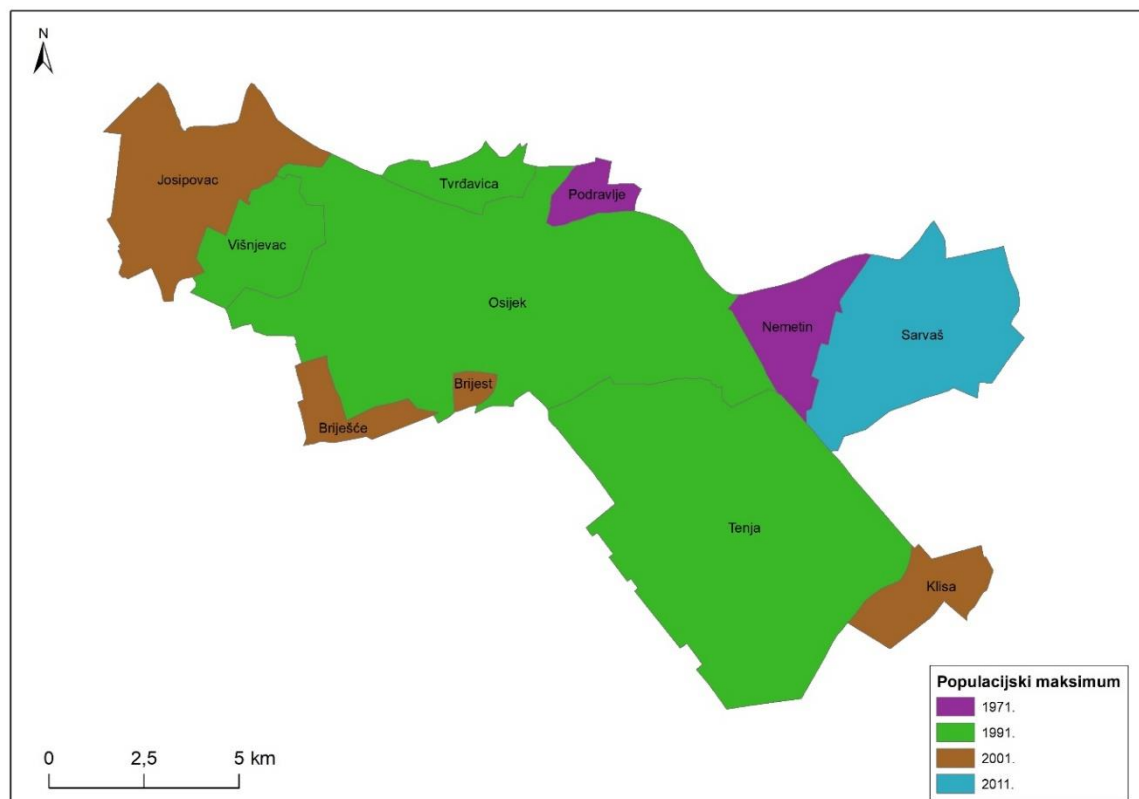 N
Josipovac
Tvrđavica
Podravlje
Višnjevac
Osijek
Nemetin
Sarvaš
Brijest
Briješće
Tenja
Klisa
Populacijski maksimum
1971.
1991.
2001.
2011.
0 2,5 5 km